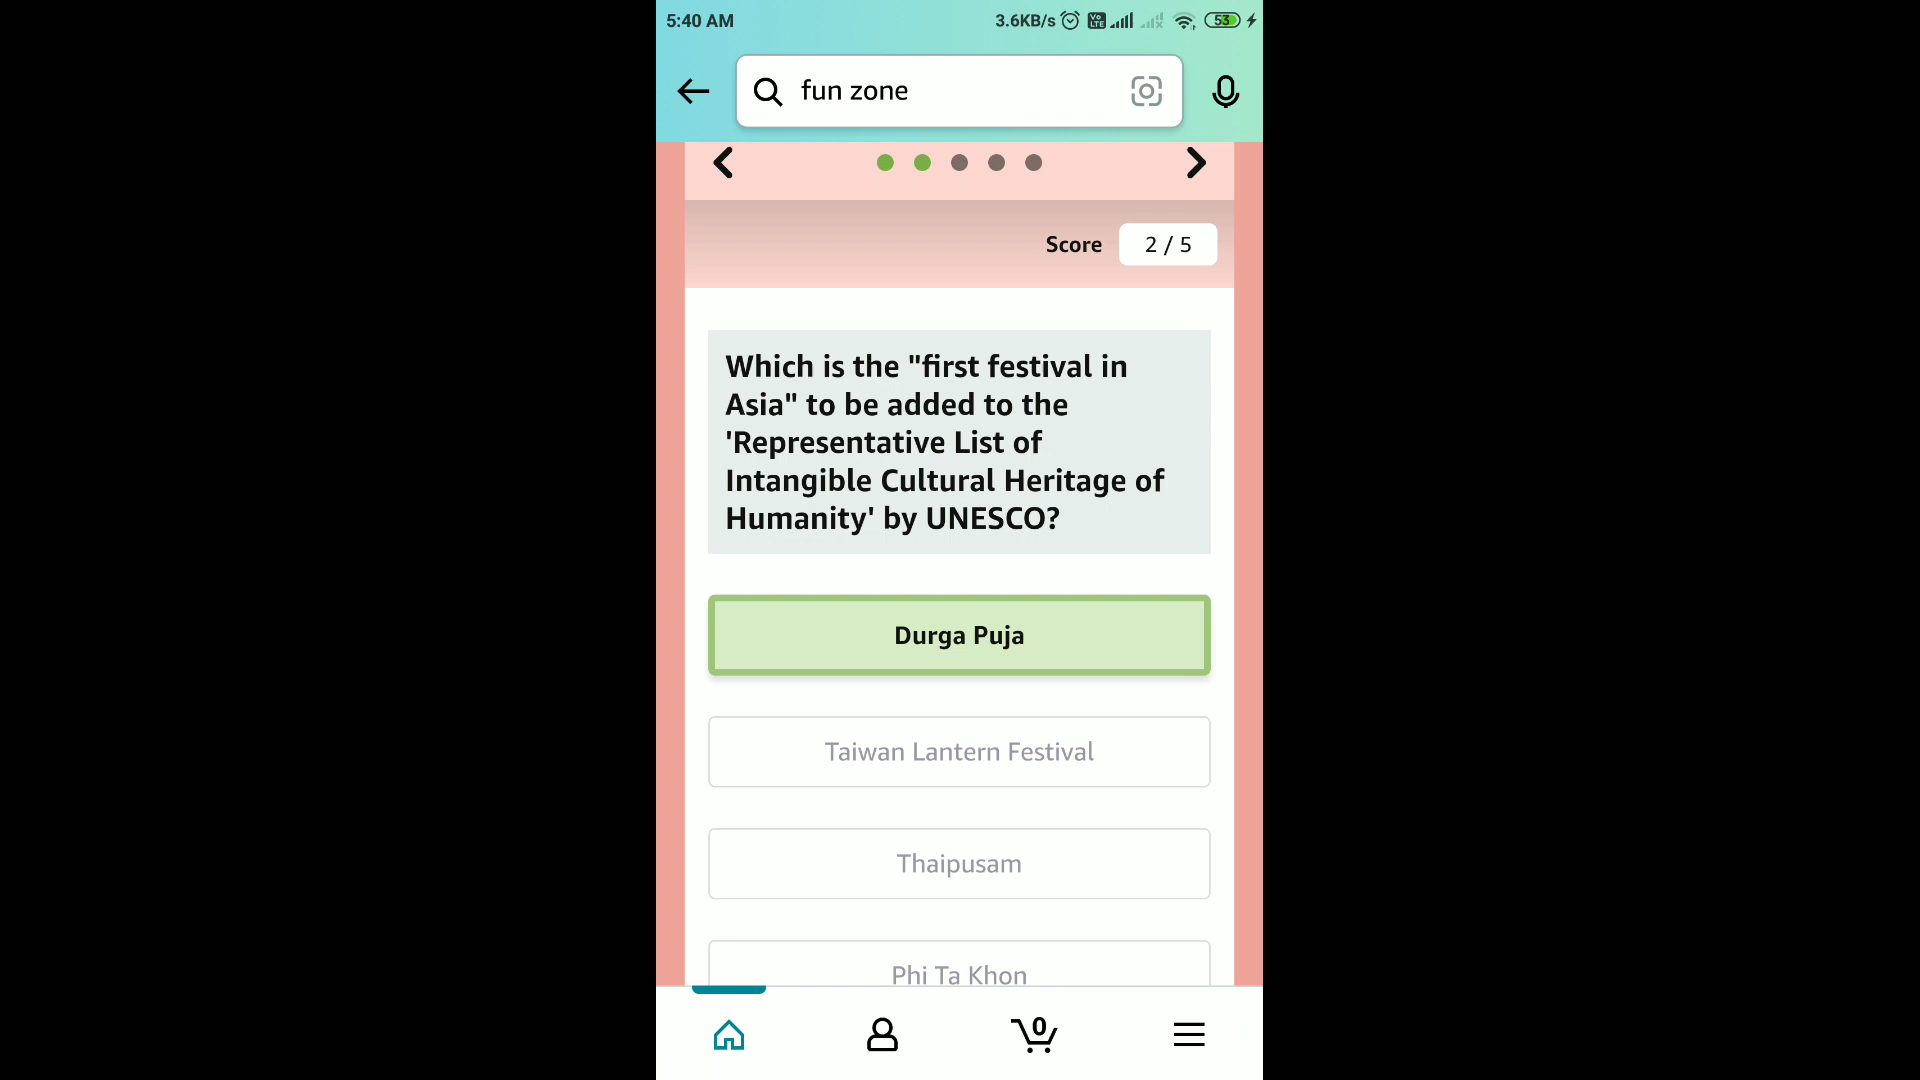 5:40 AM
3.6KB/s
Vo LTE
53
fun zone
Score
2 / 5
Which is the "first festival in
Asia" to be added to the
'Representative List of
Intangible Cultural Heritage of
Humanity' by UNESCO?
Durga Puja
Taiwan Lantern Festival
Thaipusam
Phi Ta Khon
0